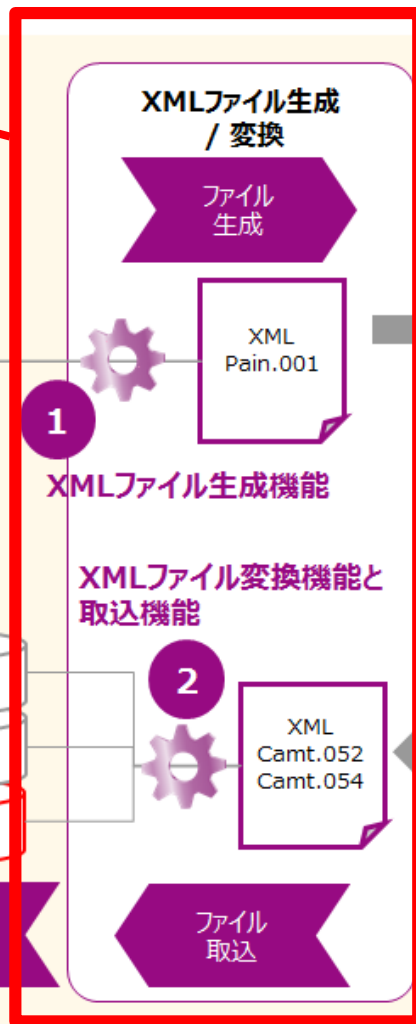 XMLファイル生成
/ 変換
ファイル
生成
XML
Pain.001
1
XMLファイル生成機能
XMLファイル変換機能と
取込機能
2
XML
Camt.052
Camt.054
ファイル
取込